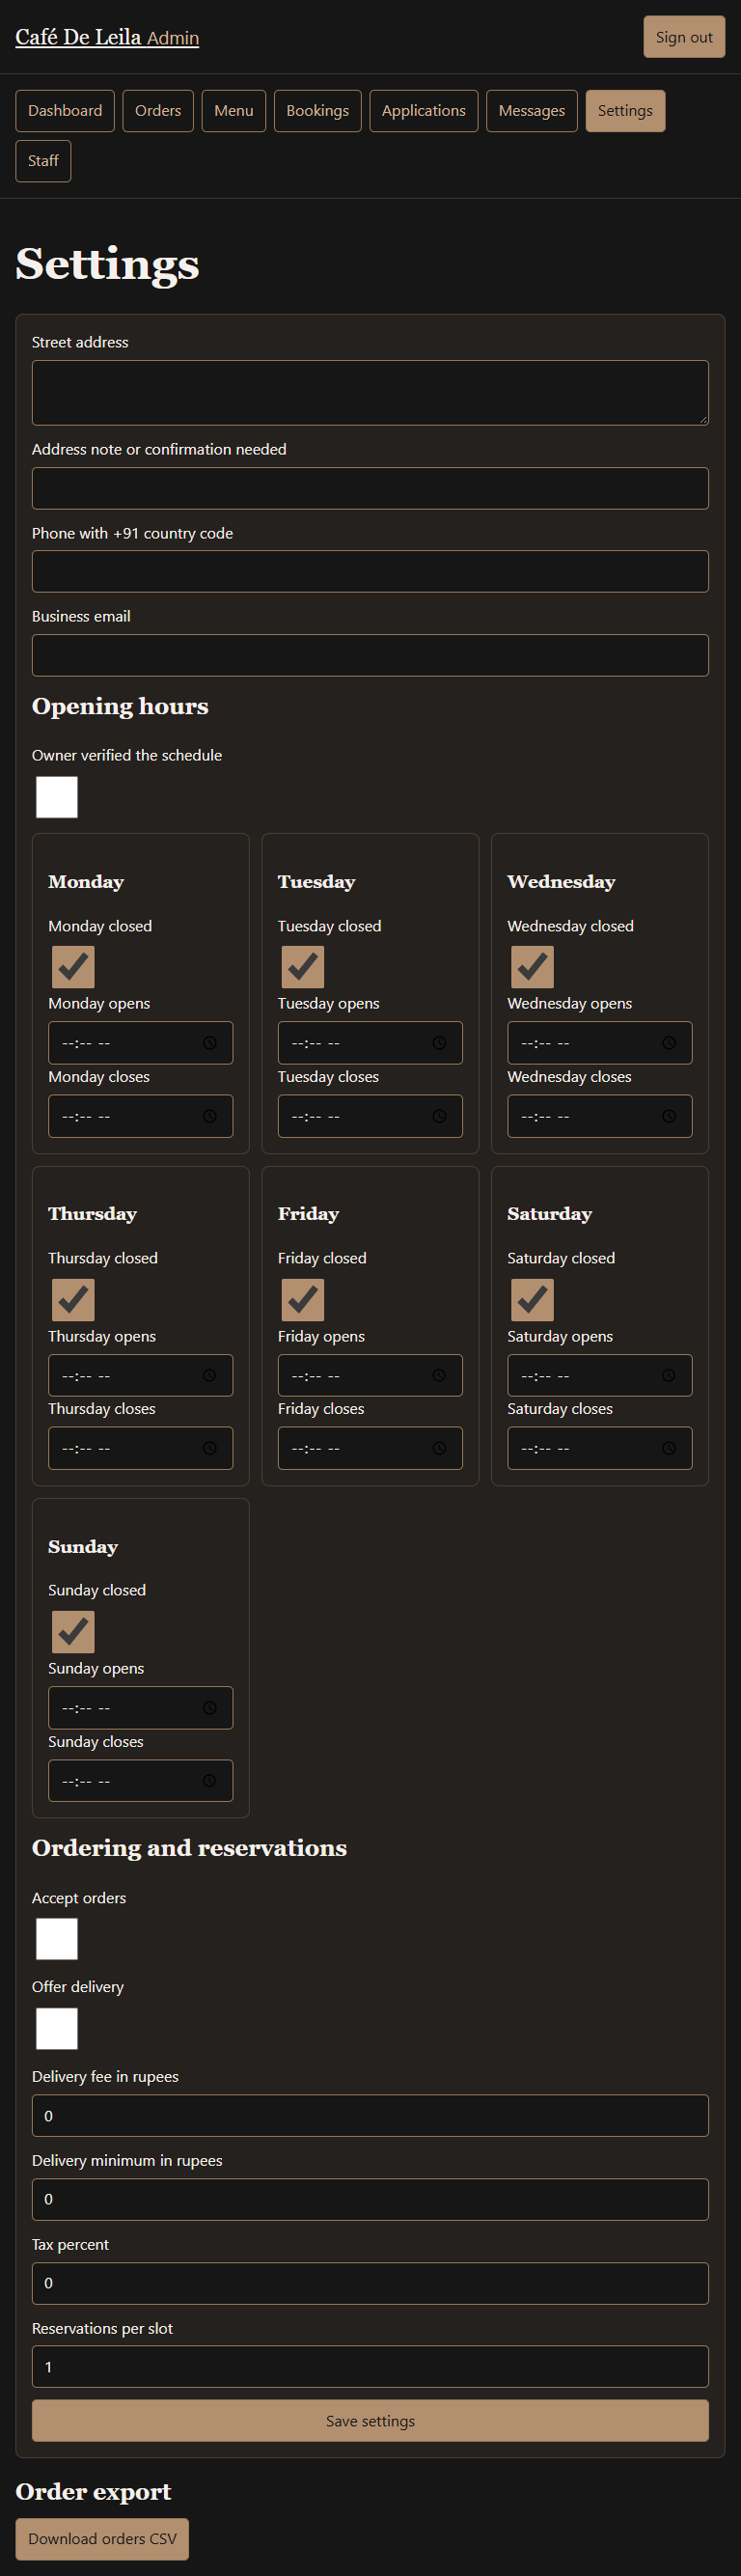 Café De Leila Admin
Sign out
Dashboard
Orders
Menu
Bookings
Applications
Messages
Settings
Staff
Settings
Street address
Address note or confirmation needed
Phone with +91 country code
Business email
Opening hours
Owner verified the schedule
Monday
Monday closed
Monday opens
--:-- --
Monday closes
--:-- --
Tuesday
Tuesday closed
Tuesday opens
--:-- --
Tuesday closes
--:-- --
Wednesday
Wednesday closed
Wednesday opens
--:-- --
Wednesday closes
--:-- --
Thursday
Thursday closed
Thursday opens
--:-- --
Thursday closes
--:-- --
Friday
Friday closed
Friday opens
--:-- --
Friday closes
--:-- --
Saturday
Saturday closed
Saturday opens
--:-- --
Saturday closes
--:-- --
Sunday
Sunday closed
Sunday opens
--:-- --
Sunday closes
--:-- --
Ordering and reservations
Accept orders
Offer delivery
Delivery fee in rupees
0
Delivery minimum in rupees
0
Tax percent
0
Reservations per slot
1
Save settings
Order export
Download orders CSV